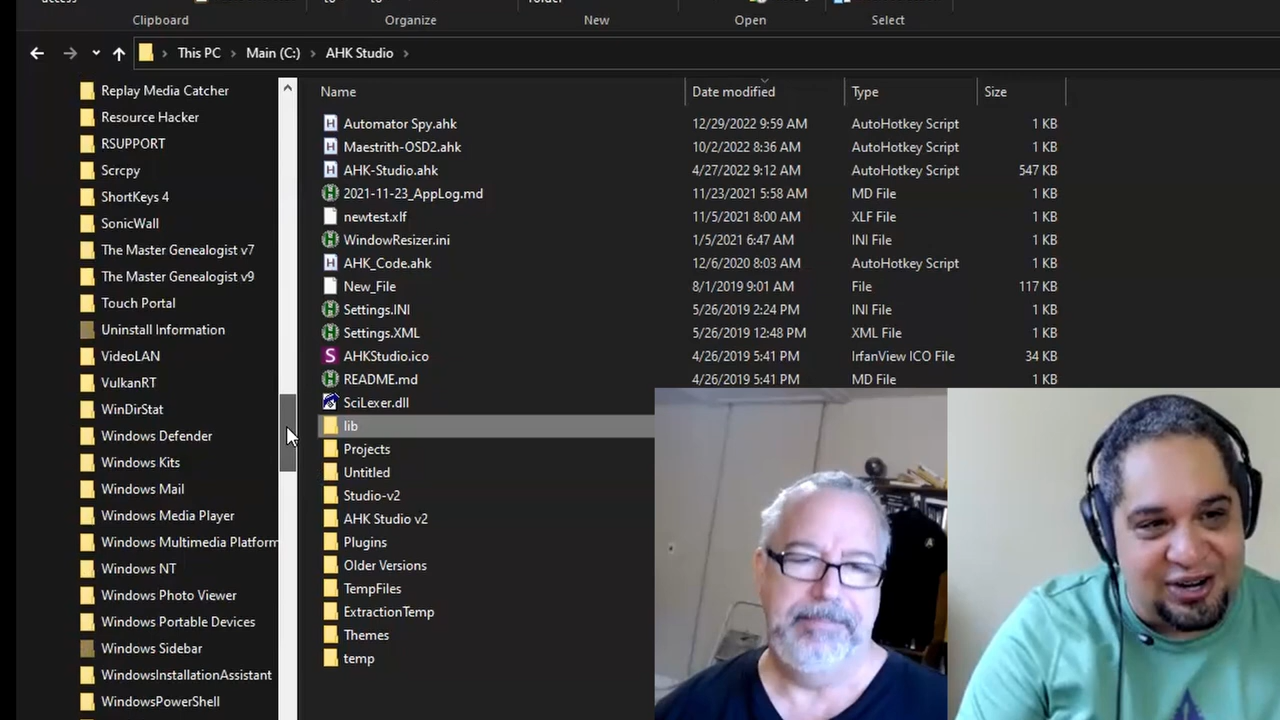 access
to
to
folder
Clipboard
Organize
New
Open
Select
This PC
Main (C:)
AHK Studio
Name
Date modified
Type
Size
Replay Media Catcher
Resource Hacker
RSUPPORT
Scrcpy
ShortKeys 4
SonicWall
The Master Genealogist v7
The Master Genealogist v9
Touch Portal
Uninstall Information
VideoLAN
VulkanRT
WinDirStat
Windows Defender
Windows Kits
Windows Mail
Windows Media Player
Windows Multimedia Platform
Windows NT
Windows Photo Viewer
Windows Portable Devices
Windows Sidebar
WindowsInstallationAssistant
WindowsPowerShell
Automator Spy.ahk 12/29/2022 9:59 AM AutoHotkey Script 1 KB
Maestrith-OSD2.ahk 10/2/2022 8:36 AM AutoHotkey Script 1 KB
AHK-Studio.ahk 4/27/2022 9:12 AM AutoHotkey Script 547 KB
2021-11-23_AppLog.md 11/23/2021 5:58 AM MD File 1 KB
newtest.xlf 11/5/2021 8:00 AM XLF File 1 KB
WindowResizer.ini 1/5/2021 6:47 AM INI File 1 KB
AHK_Code.ahk 12/6/2020 8:03 AM AutoHotkey Script 1 KB
New_File 8/1/2019 9:01 AM File 117 KB
Settings.INI 5/26/2019 2:24 PM INI File 1 KB
Settings.XML 5/26/2019 12:48 PM XML File 1 KB
AHKStudio.ico 4/26/2019 5:41 PM IrfanView ICO File 34 KB
README.md 4/26/2019 5:41 PM MD File 1 KB
SciLexer.dll
lib
Projects
Untitled
Studio-v2
AHK Studio v2
Plugins
Older Versions
TempFiles
ExtractionTemp
Themes
temp